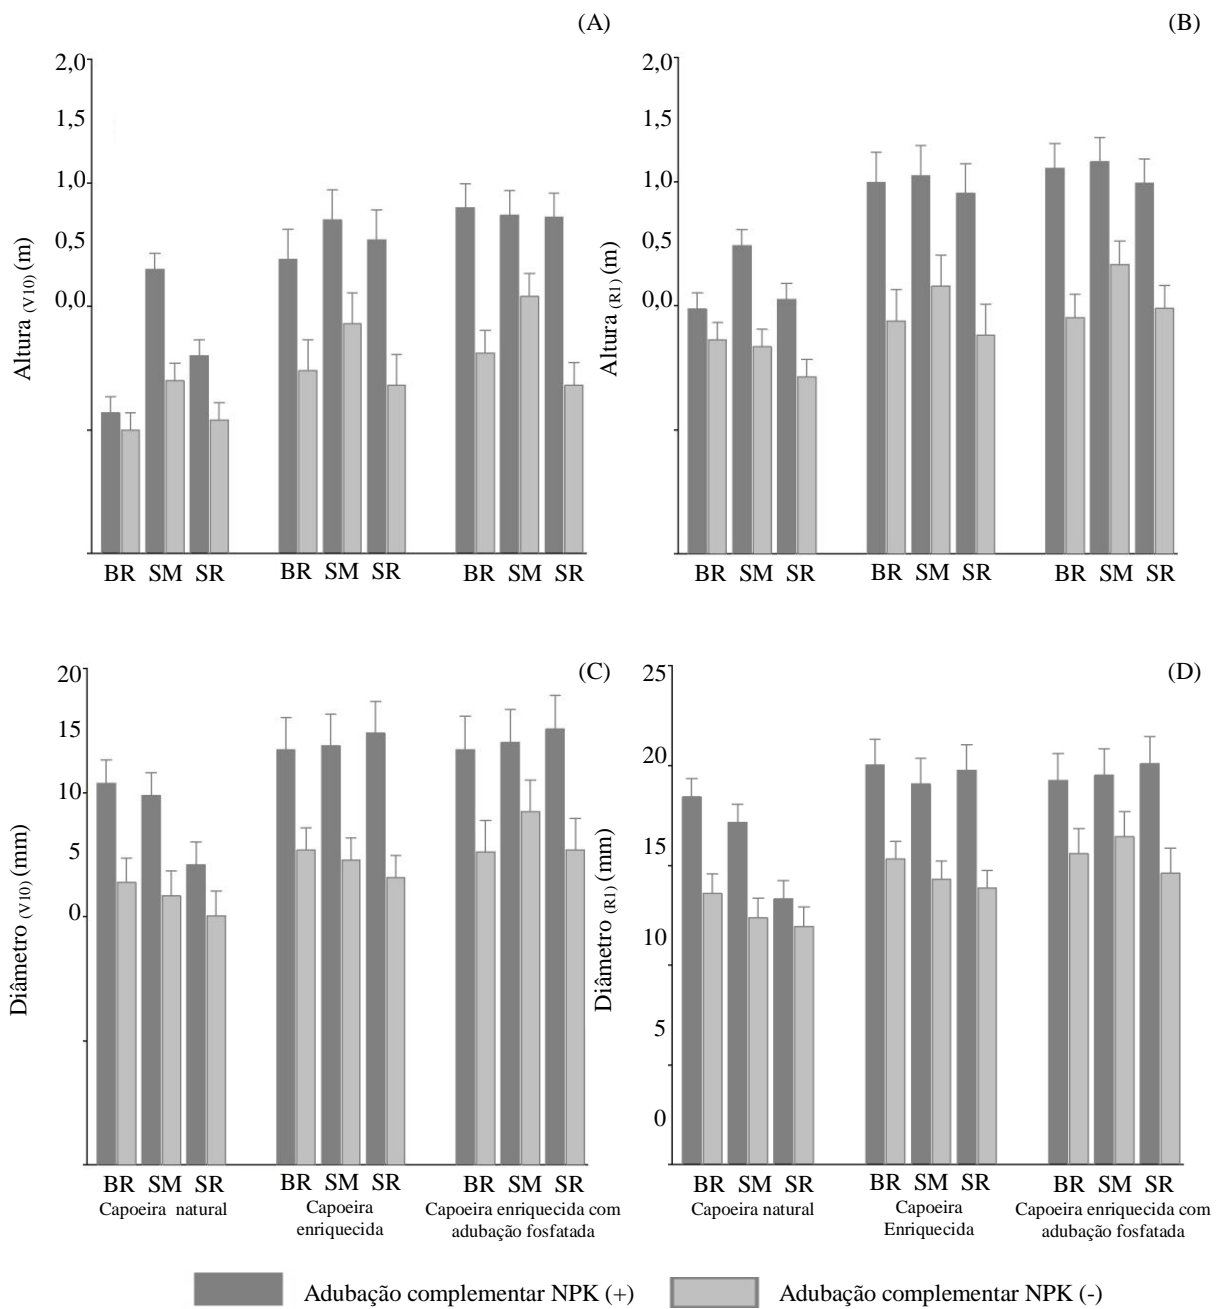 (A)
2,0
1,5
1,0
0,5
0,0
Altura (V10) (m)
BR SM SR BR SM SR BR SM SR
(B)
2,0
1,5
1,0
0,5
0,0
Altura (R1) (m)
BR SM SR BR SM SR BR SM SR
(C)
20
15
10
5
0
Diâmetro (V10) (mm)
BR SM SR BR SM SR BR SM SR
Capoeira natural
Capoeira
enriquecida
Capoeira enriquecida com
adubação fosfatada
(D)
25
20
15
10
5
0
Diâmetro (R1) (mm)
BR SM SR BR SM SR BR SM SR
Capoeira natural
Capoeira
Enriquecida
Capoeira enriquecida com
adubação fosfatada
Adubação complementar NPK (+)
Adubação complementar NPK (-)